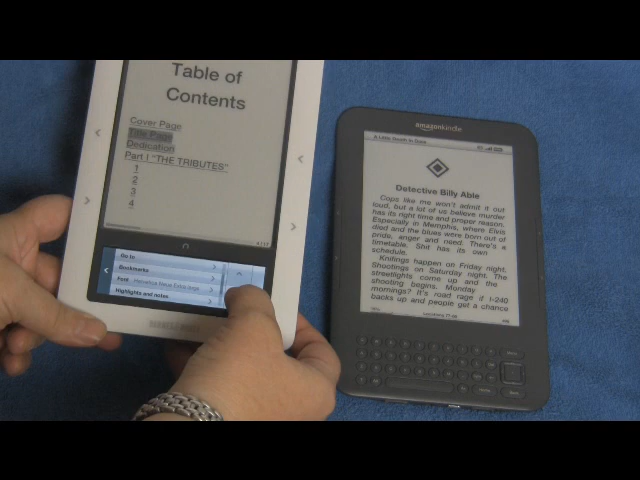 Table of
Contents
Cover Page
Title Page
Dedication
Part I "THE TRIBUTES"
1
2
3
4
Go to
Bookmarks
Font
Highlights and notes
amazonkindle
Detective Billy Able
Cops like me won't admit it out
loud, but a lot of us believe murder
has its right time and proper reason.
Especially in Memphis, where Elvis
died and the blues were born out of
pride, anger and need. There's a
timetable. Shit has its own
schedule.
Knifings happen on Friday night.
Shootings on Saturday night. The
streetlights come up and the
shooting begins. Monday
mornings? It's road rage if I-240
backs up and people get a chance